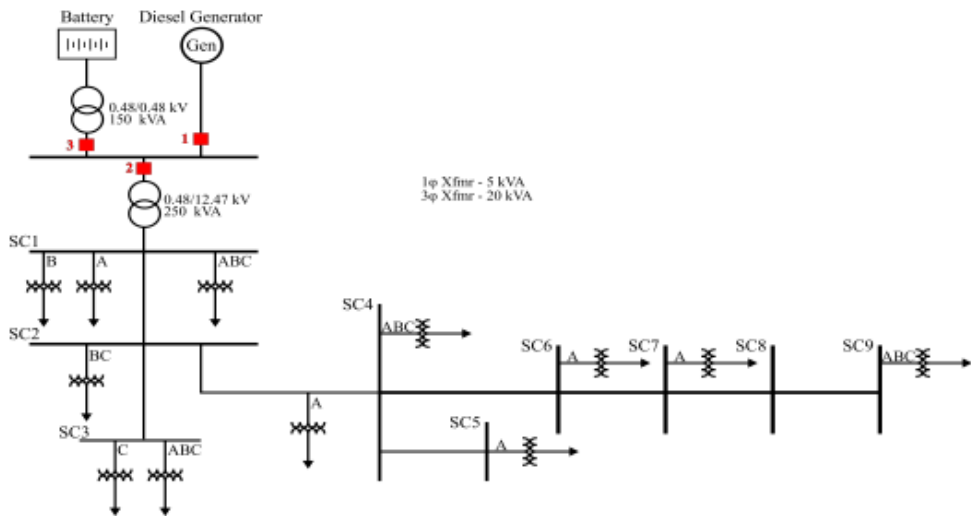 Battery
Diesel Generator
Gen
0.48/0.48 kV
150 kVA
3
1
2
0.48/12.47 kV
250 kVA
1φ Xfmr - 5 kVA
3φ Xfmr - 20 kVA
SC1
B
A
ABC
SC2
BC
A
SC3
C
ABC
SC4
ABC
SC5
A
SC6
A
SC7
A
SC8
SC9
ABC